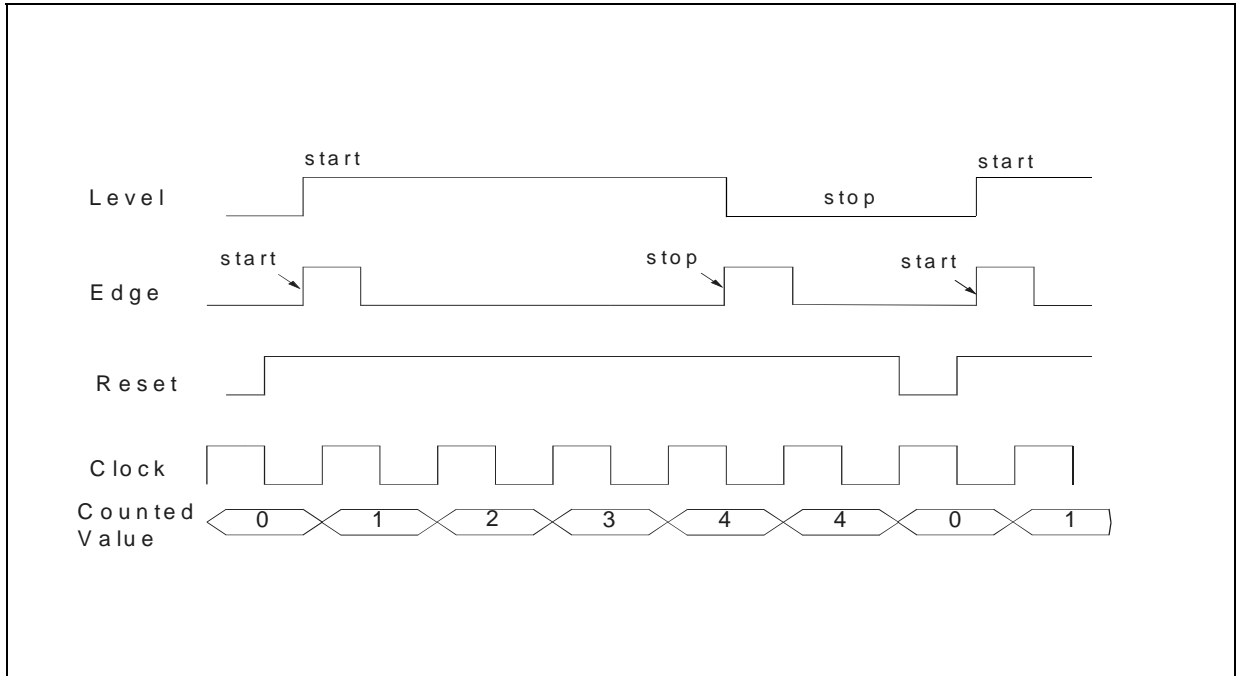 start start
Level stop
start stop start
Edge
Reset
Clock
Counted
Value
0 1 2 3 4 4 0 1